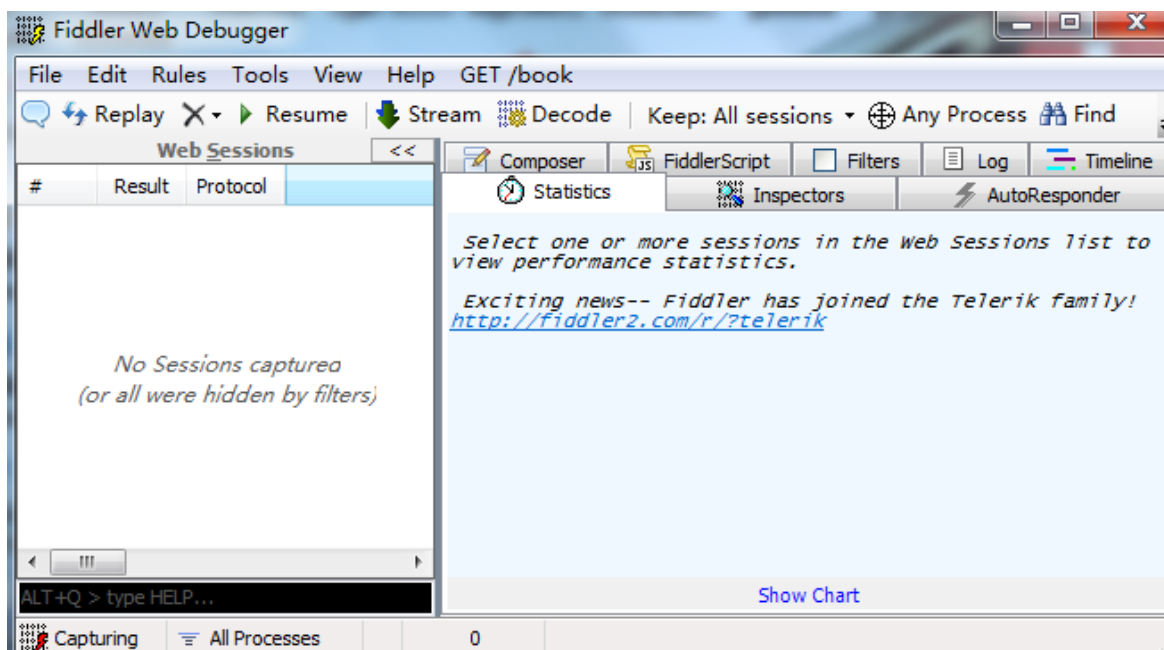 Fiddler Web Debugger
File Edit Rules Tools View Help GET /book
Replay Resume Stream Decode Keep: All sessions Any Process Find
Web Sessions <<
# Result Protocol
No Sessions captured
(or all were hidden by filters)
ALT+Q > type HELP...
Composer FiddlerScript Filters Log Timeline
Statistics Inspectors AutoResponder
Select one or more sessions in the Web Sessions list to
view performance statistics.
Exciting news-- Fiddler has joined the Telerik family!
http://fiddler2.com/r/?telerik
Show Chart
Capturing All Processes 0